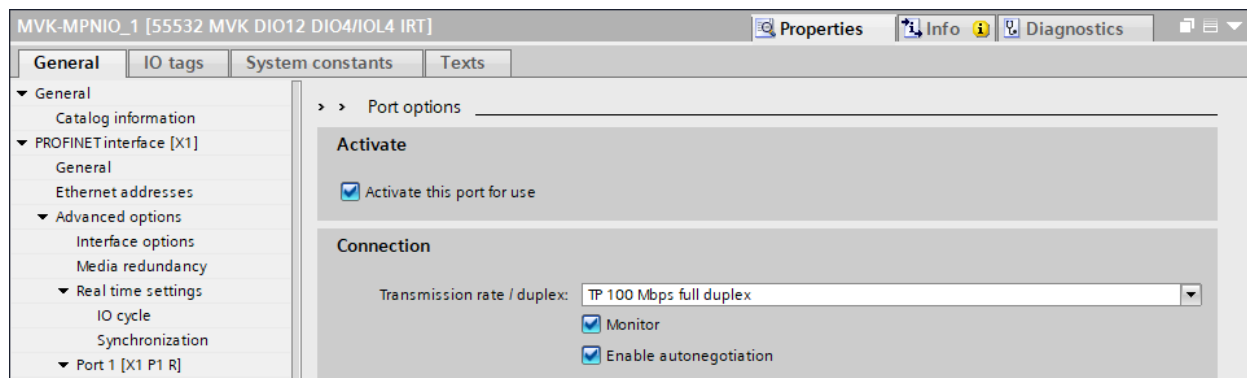 MVK-MPNIO_1 [55532 MVK DIO12 DIO4/IOL4 IRT]
Properties
Info
Diagnostics
General
IO tags
System constants
Texts
General
Catalog information
PROFINET interface [X1]
General
Ethernet addresses
Advanced options
Interface options
Media redundancy
Real time settings
IO cycle
Synchronization
Port 1 [X1 P1 R]
> > Port options
Activate
Activate this port for use
Connection
Transmission rate / duplex: TP 100 Mbps full duplex
Monitor
Enable autonegotiation